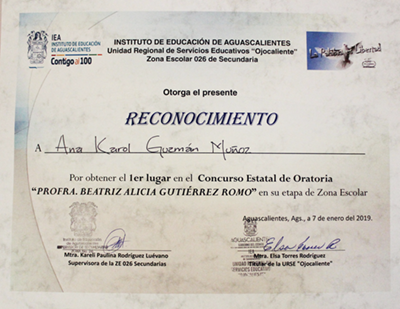 IEA
INSTITUTO DE EDUCACIÓN
DE AGUASCALIENTES
Contigo al 100
INSTITUTO DE EDUCACIÓN DE AGUASCALIENTES
Unidad Regional de Servicios Educativos "Ojocaliente"
Zona Escolar 026 de Secundaria
La Palabra es Libertad
Otorga el presente
RECONOCIMIENTO
A Ana Karol Guzmán Muñoz
Por obtener el 1er lugar en el Concurso Estatal de Oratoria
"PROFRA. BEATRIZ ALICIA GUTIÉRREZ ROMO" en su etapa de Zona Escolar
Aguascalientes, Ags., a 7 de enero del 2019.
Mtra. Kareli Paulina Rodríguez Luévano
Supervisora de la ZE 026 Secundarias
AGUASCALIENTES
Mtra. Elsa Torres Rodríguez
Titular de la URSE "Ojocaliente"